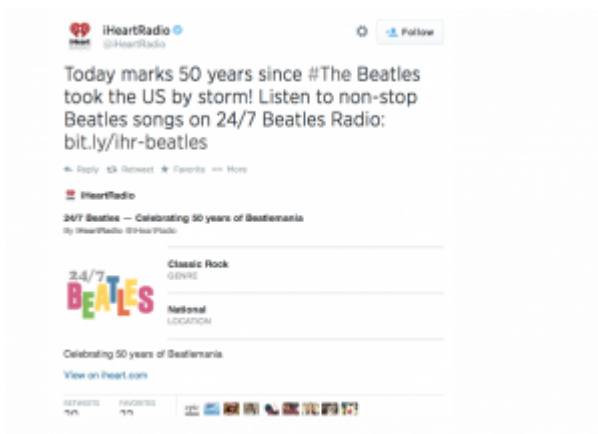 iHeartRadio
@iHeartRadio
Follow
Today marks 50 years since #The Beatles
took the US by storm! Listen to non-stop
Beatles songs on 24/7 Beatles Radio:
bit.ly/ihr-beatles
Reply Retweet Favorite More
iHeartRadio
24/7 Beatles — Celebrating 50 years of Beatlemania
By iHeartRadio @iHeartRadio
24/7
BEATLES
Classic Rock
GENRE
National
LOCATION
Celebrating 50 years of Beatlemania
View on iheart.com
RETWEETS FAVORITES